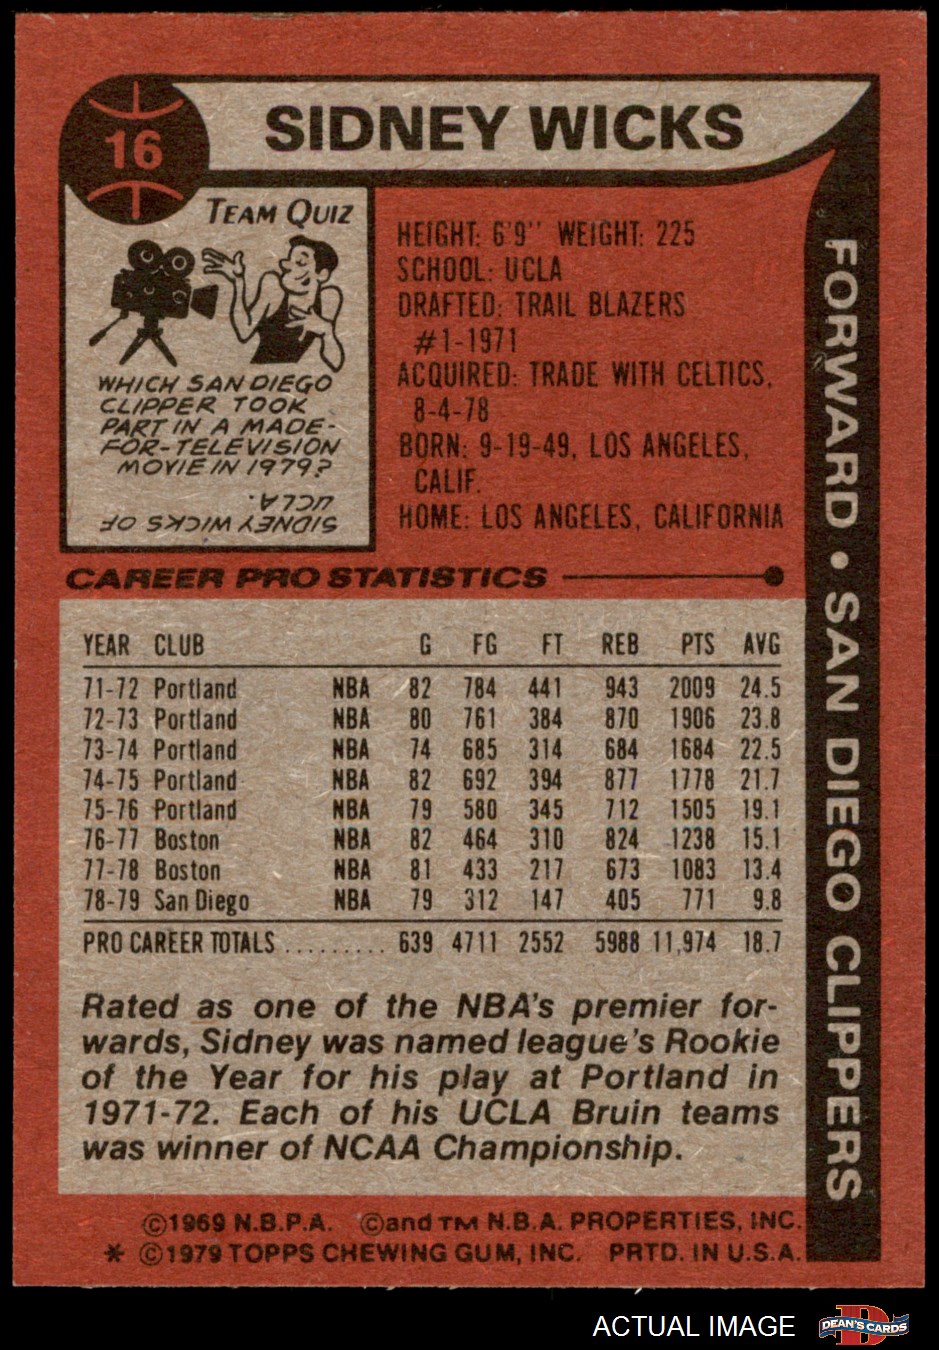 16
SIDNEY WICKS
TEAM QUIZ
WHICH SAN DIEGO
CLIPPER TOOK
PART IN A MADE-
FOR-TELEVISION
MOVIE IN 1979?
SIDNEY WICKS OF
UCLA.
HEIGHT: 6'9" WEIGHT: 225
SCHOOL: UCLA
DRAFTED: TRAIL BLAZERS
#1-1971
ACQUIRED: TRADE WITH CELTICS,
8-4-78
BORN: 9-19-49, LOS ANGELES,
CALIF.
HOME: LOS ANGELES, CALIFORNIA
FORWARD • SAN DIEGO CLIPPERS
CAREER PRO STATISTICS
YEAR CLUB G FG FT REB PTS AVG
71-72 Portland NBA 82 784 441 943 2009 24.5
72-73 Portland NBA 80 761 384 870 1906 23.8
73-74 Portland NBA 74 685 314 684 1684 22.5
74-75 Portland NBA 82 692 394 877 1778 21.7
75-76 Portland NBA 79 580 345 712 1505 19.1
76-77 Boston NBA 82 464 310 824 1238 15.1
77-78 Boston NBA 81 433 217 673 1083 13.4
78-79 San Diego NBA 79 312 147 405 771 9.8
PRO CAREER TOTALS ......... 639 4711 2552 5988 11,974 18.7
Rated as one of the NBA's premier for-
wards, Sidney was named league's Rookie
of the Year for his play at Portland in
1971-72. Each of his UCLA Bruin teams
was winner of NCAA Championship.
©1969 N.B.P.A. ©and TM N.B.A. PROPERTIES, INC.
* ©1979 TOPPS CHEWING GUM, INC. PRTD. IN U.S.A.
ACTUAL IMAGE
DEAN'S CARDS